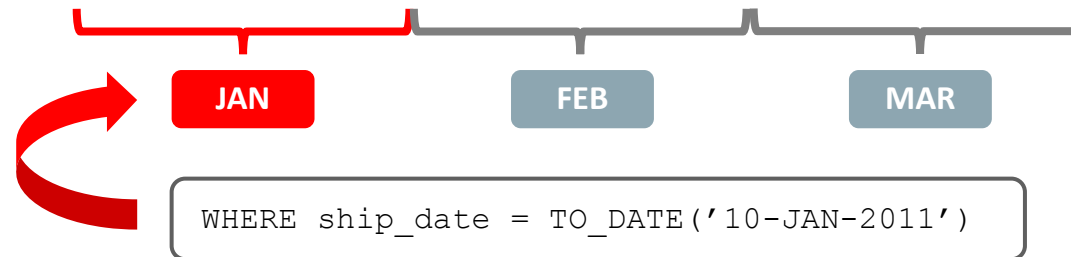 JAN FEB MAR
WHERE ship_date = TO_DATE('10-JAN-2011')